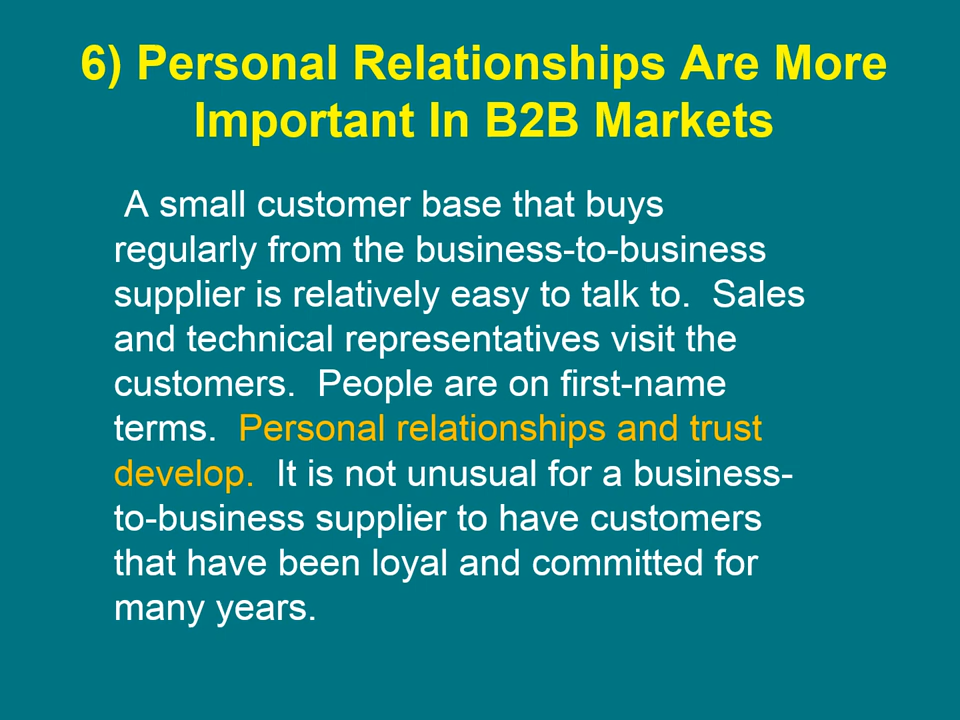 6) Personal Relationships Are More
Important In B2B Markets
A small customer base that buys
regularly from the business-to-business
supplier is relatively easy to talk to.  Sales
and technical representatives visit the
customers.  People are on first-name
terms.  Personal relationships and trust
develop.  It is not unusual for a business-
to-business supplier to have customers
that have been loyal and committed for
many years.